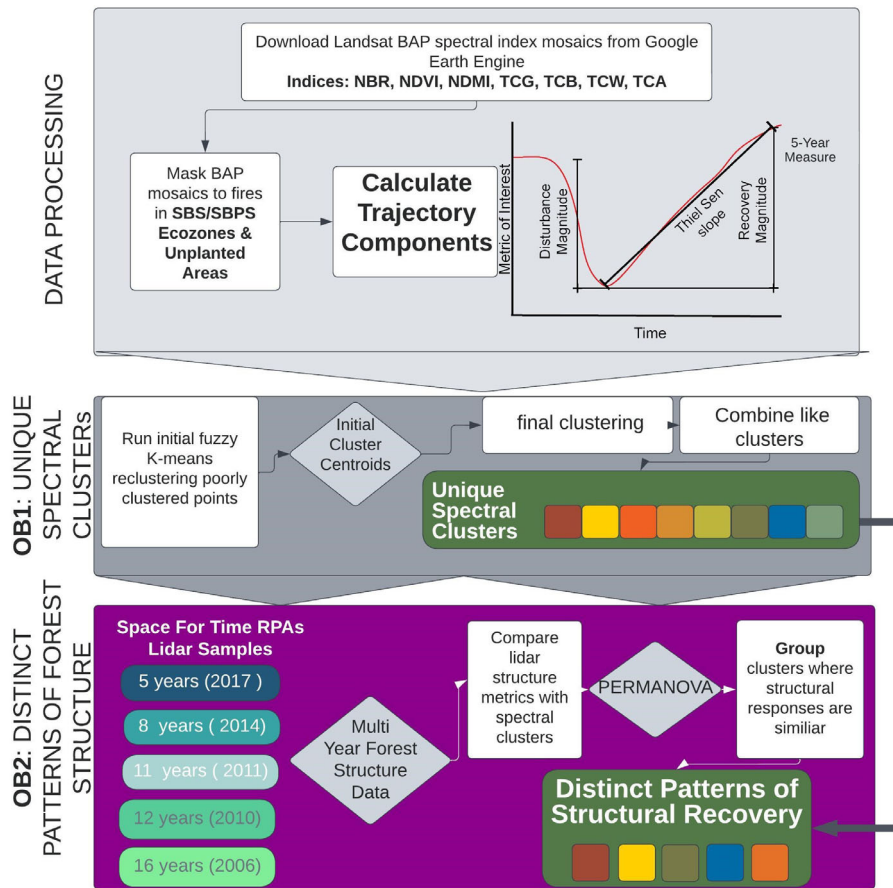 DATA PROCESSING
Download Landsat BAP spectral index mosaics from Google
Earth Engine
Indices: NBR, NDVI, NDMI, TCG, TCB, TCW, TCA
Mask BAP
mosaics to fires
in SBS/SBPS
Ecozones &
Unplanted
Areas
Calculate
Trajectory
Components
Metric of Interest
Disturbance
Magnitude
Thiel Sen
slope
Recovery
Magnitude
5-Year
Measure
Time
OB1: UNIQUE
SPECTRAL
CLUSTERs
Run initial fuzzy
K-means
reclustering poorly
clustered points
Initial
Cluster
Centroids
final clustering
Combine like
clusters
Unique
Spectral
Clusters
OB2: DISTINCT
PATTERNS OF FOREST
STRUCTURE
Space For Time RPAs
Lidar Samples
5 years (2017 )
8 years ( 2014)
11 years ( 2011)
12 years (2010)
16 years (2006)
Multi
Year Forest
Structure
Data
Compare
lidar
structure
metrics with
spectral
clusters
PERMANOVA
Group
clusters where
structural
responses are
similiar
Distinct Patterns of
Structural Recovery